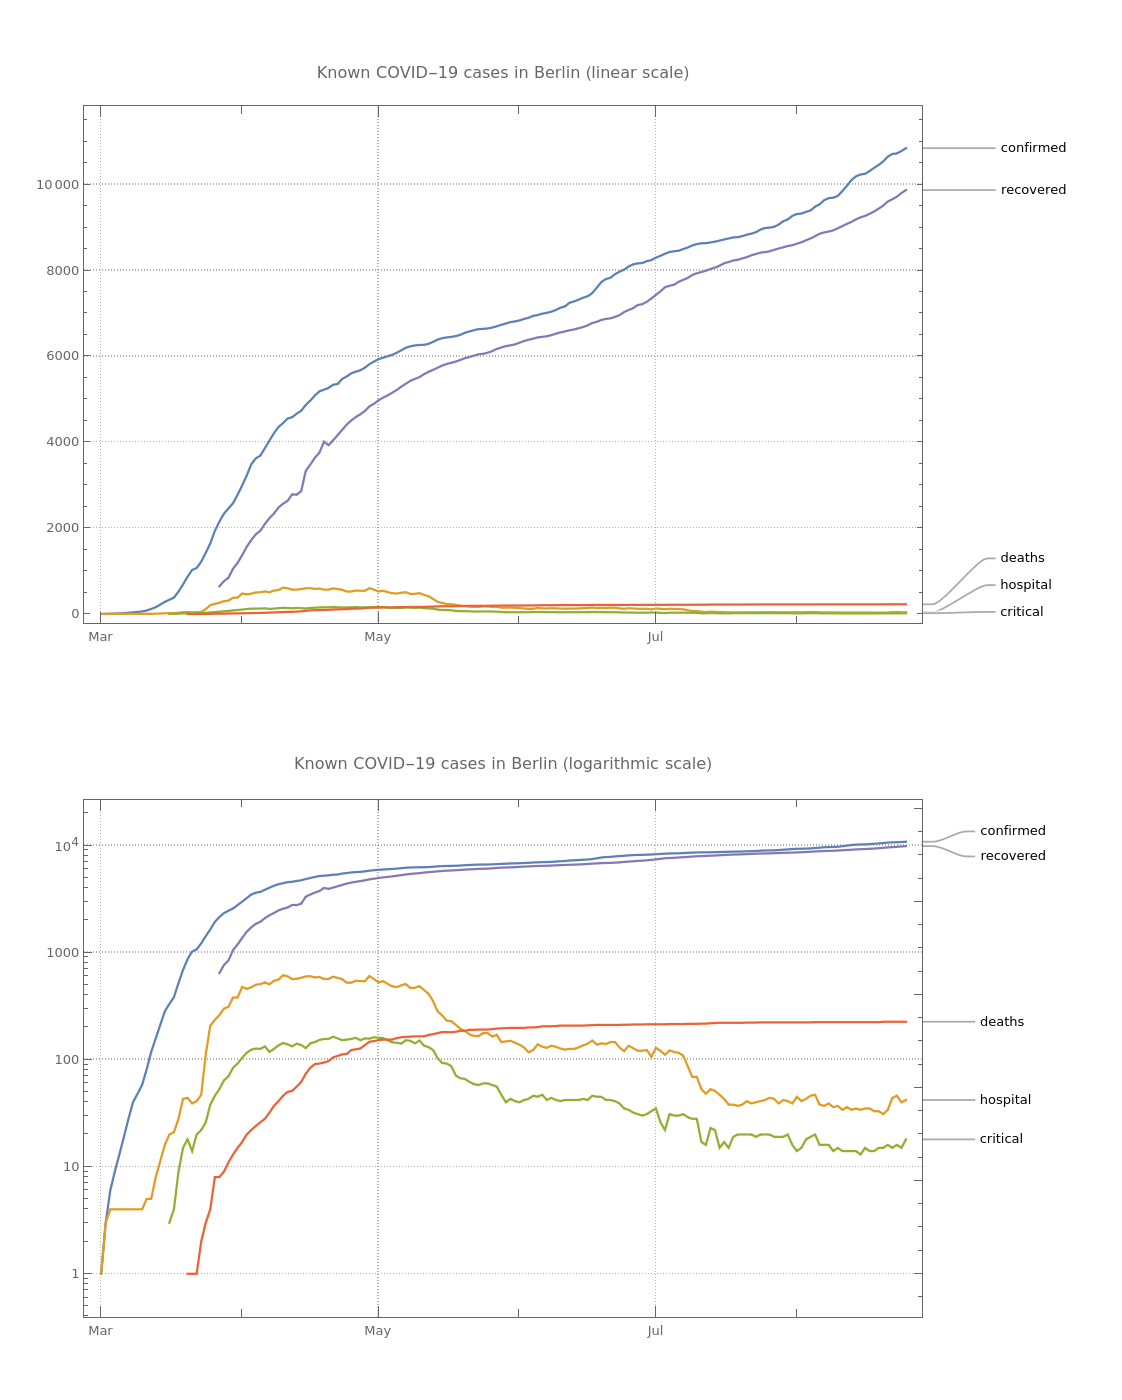 Known COVID‒19 cases in Berlin (linear scale)
confirmed
10 000
recovered
8000
6000
4000
2000
deaths
hospital
critical
0
Mar May Jul
Known COVID‒19 cases in Berlin (logarithmic scale)
confirmed
10⁴
recovered
1000
deaths
100
hospital
critical
10
1
Mar May Jul